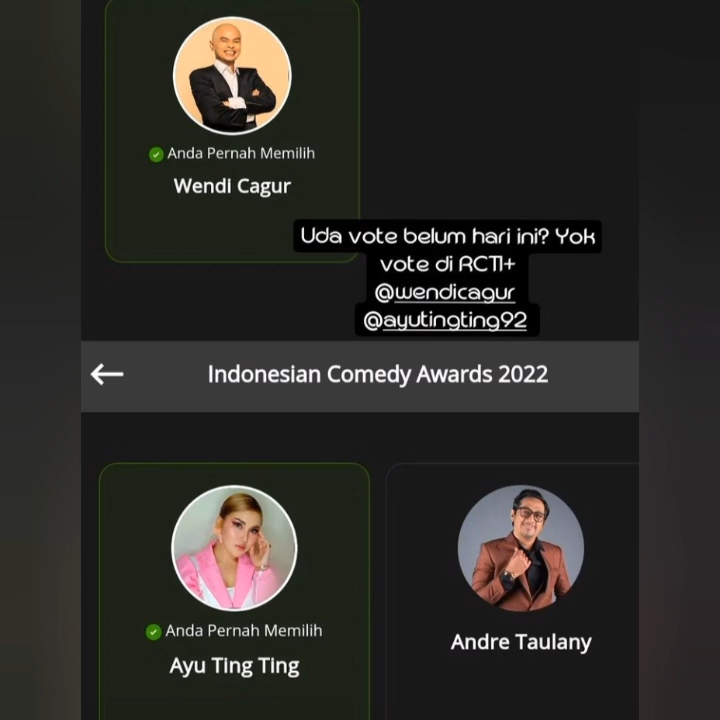 Anda Pernah Memilih
Wendi Cagur
Uda vote belum hari ini? Yok
vote di RCTI+
@wendicagur
@ayutingting92
Indonesian Comedy Awards 2022
Anda Pernah Memilih
Ayu Ting Ting
Andre Taulany